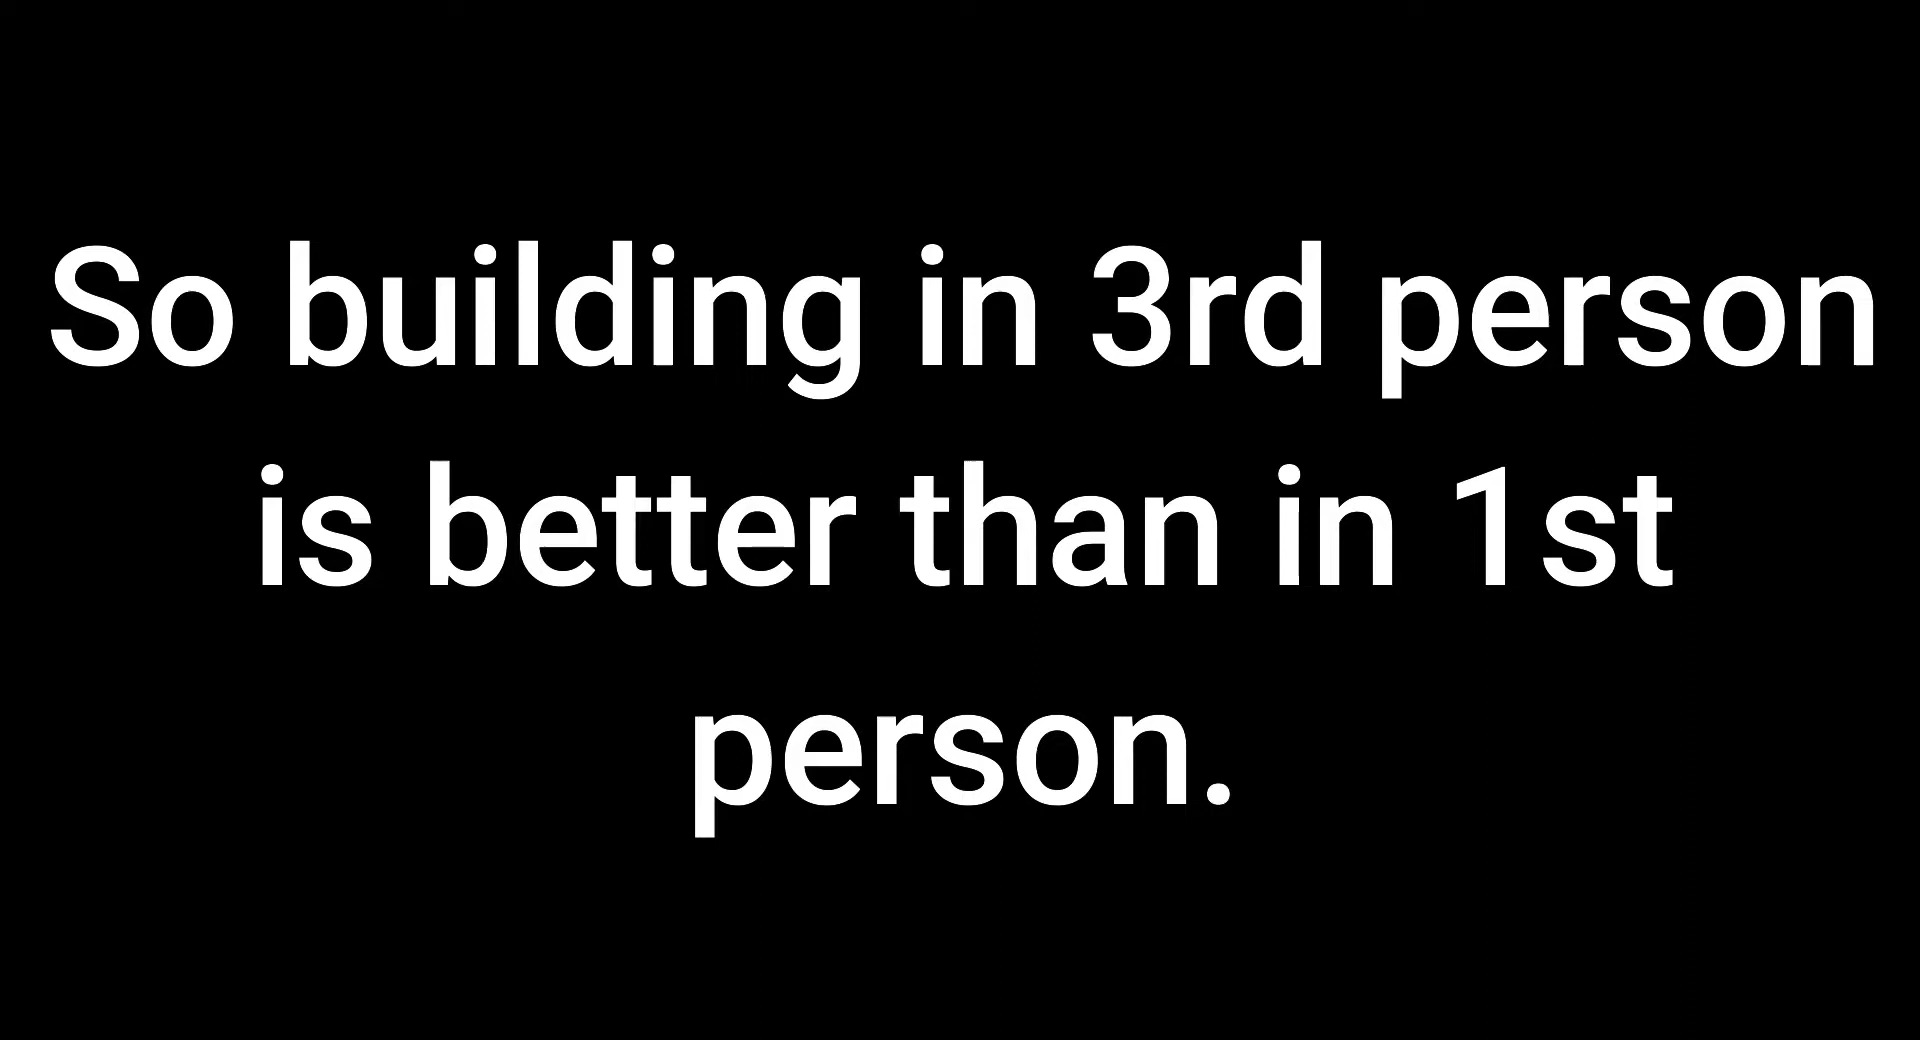 So building in 3rd person
is better than in 1st
person.